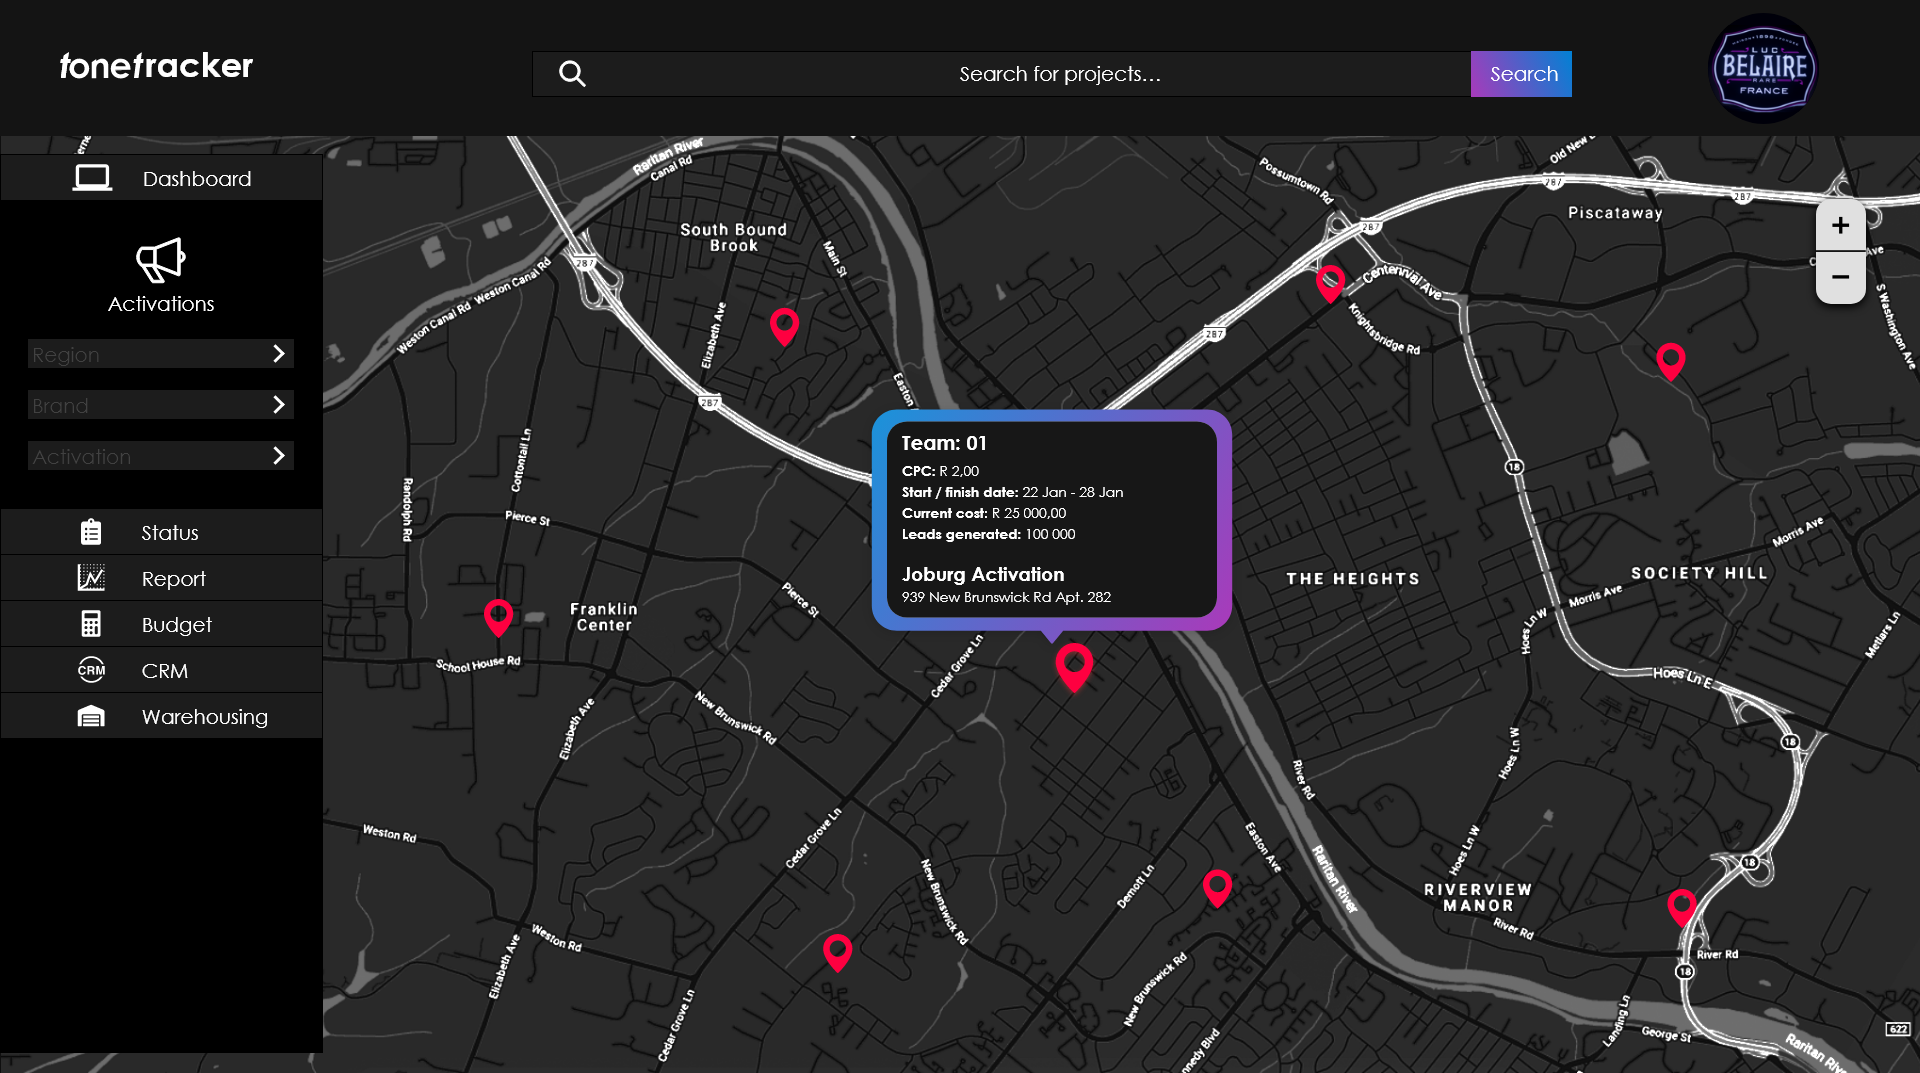 tonetracker
Search for projects...
Search
1898
LUC
BELAIRE
RARE
FRANCE
Dashboard
Activations
Region
Brand
Activation
Status
Report
Budget
CRM
CRM
Warehousing
+
−
Team: 01
CPC: R 2,00
Start / finish date: 22 Jan - 28 Jan
Current cost: R 25 000,00
Leads generated: 100 000
Joburg Activation
939 New Brunswick Rd Apt. 282
Raritan River
Canal Rd
South Bound
Brook
Main St
Weston Canal Rd
Weston Canal Rd
Elizabeth Ave
Easton
287
287
287
287
287
287
Possumtown Rd
Old New
Piscataway
Centennial Ave
Knightsbridge Rd
S Washington Ave
Ave
Cottontail Ln
Randolph Rd
Pierce St
Pierce St
Franklin
Center
School House Rd
Elizabeth Ave
New Brunswick Rd
Cedar Grove Ln
THE HEIGHTS
SOCIETY HILL
Morris Ave
Morris Ave
Hoes Ln W
Metlars Ln
Hoes Ln E
18
18
18
18
Hoes Ln W
River Rd
Weston Rd
Cedar Grove Ln
Easton Ave
Raritan River
Hoes Ln W
RIVERVIEW
MANOR
River Rd
River Rd
Demott Ln
New Brunswick Rd
Weston Rd
Elizabeth Ave
Cedar Grove Ln
New Brunswick Rd
nnedy Blvd
Landing Ln
George St
Raritan Rive
622